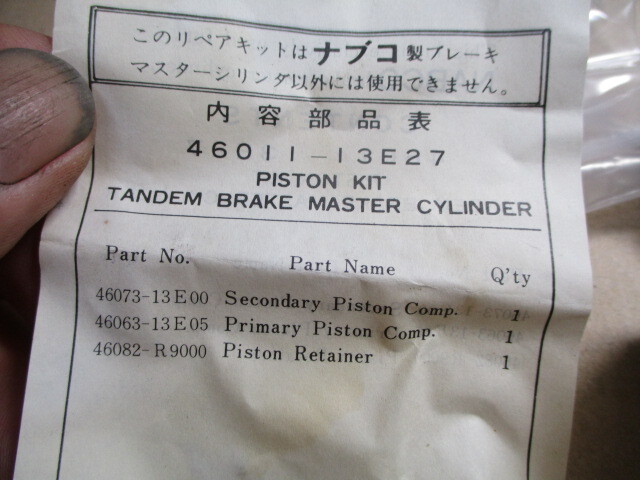 このリペアキットはナブコ製ブレーキ
マスターシリンダ以外には使用できません。
内容部品表
46011-13E27
PISTON KIT
TANDEM BRAKE MASTER CYLINDER
Part No. Part Name Q'ty
46073-13E00 Secondary Piston Comp. 1
46063-13E05 Primary Piston Comp. 1
46082-R9000 Piston Retainer 1